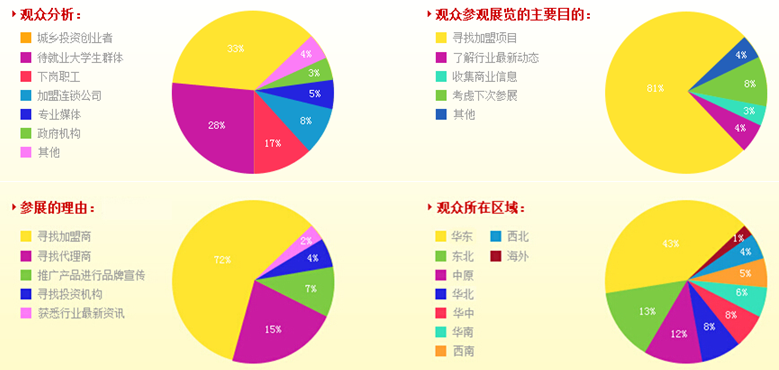 观众分析：
城乡投资创业者
待就业大学生群体
下岗职工
加盟连锁公司
专业媒体
政府机构
其他
33%
4%
3%
5%
8%
17%
28%
观众参观展览的主要目的：
寻找加盟项目
了解行业最新动态
收集商业信息
考虑下次参展
其他
81%
4%
8%
3%
4%
参展的理由：
寻找加盟商
寻找代理商
推广产品进行品牌宣传
寻找投资机构
获悉行业最新资讯
72%
2%
4%
7%
15%
观众所在区域：
华东 西北
东北 海外
中原
华北
华中
华南
西南
43%
1%
4%
5%
6%
8%
8%
12%
13%